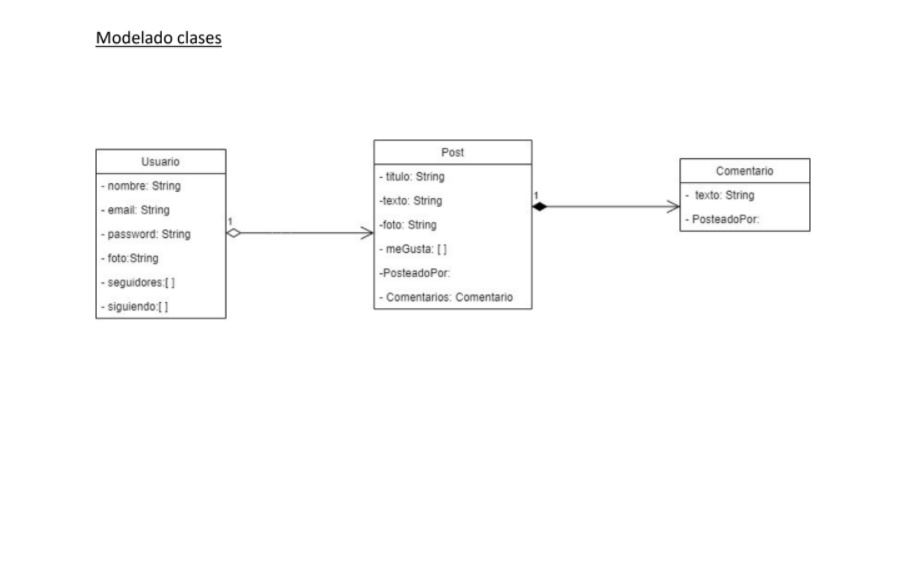 Modelado clases
Usuario
- nombre: String
- email: String
- password: String
- foto:String
- seguidores:[ ]
- siguiendo:[ ]
1
Post
- titulo: String
-texto: String
-foto: String
- meGusta: [ ]
-PosteadoPor:
- Comentarios: Comentario
1
Comentario
- texto: String
- PosteadoPor: